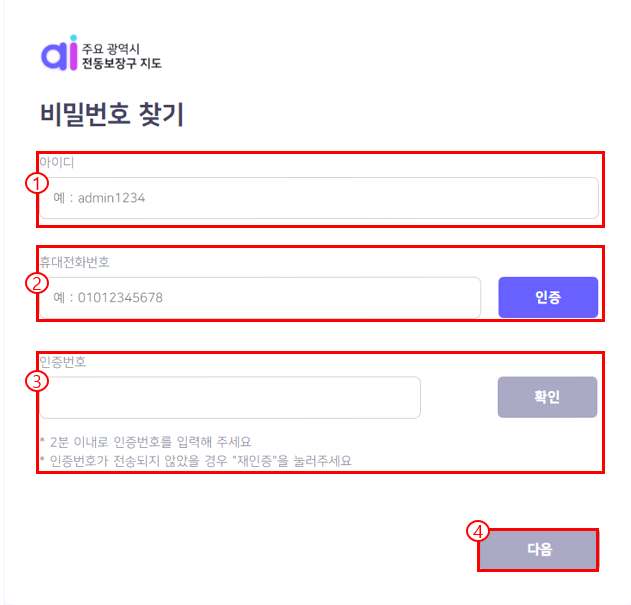 ai 주요 광역시
전동보장구 지도
비밀번호 찾기
아이디
1
예 : admin1234
휴대전화번호
2
예 : 01012345678
인증
인증번호
3
확인
* 2분 이내로 인증번호를 입력해 주세요
* 인증번호가 전송되지 않았을 경우 "재인증"을 눌러주세요
4
다음